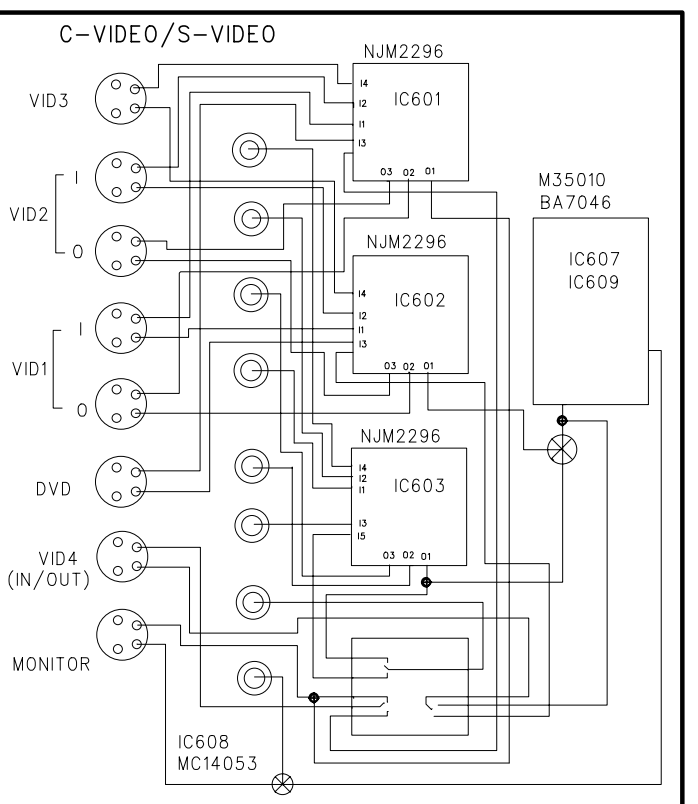 C-VIDEO/S-VIDEO
NJM2296
VID3
I4
I2
I1
I3
IC601
O3 O2 O1
VID2
I
O
M35010
BA7046
IC607
IC609
NJM2296
I4
I2
I1
I3
IC602
O3 O2 O1
VID1
I
O
NJM2296
I4
I2
I1
IC603
I3
I5
O3 O2 O1
DVD
VID4
(IN/OUT)
MONITOR
IC608
MC14053